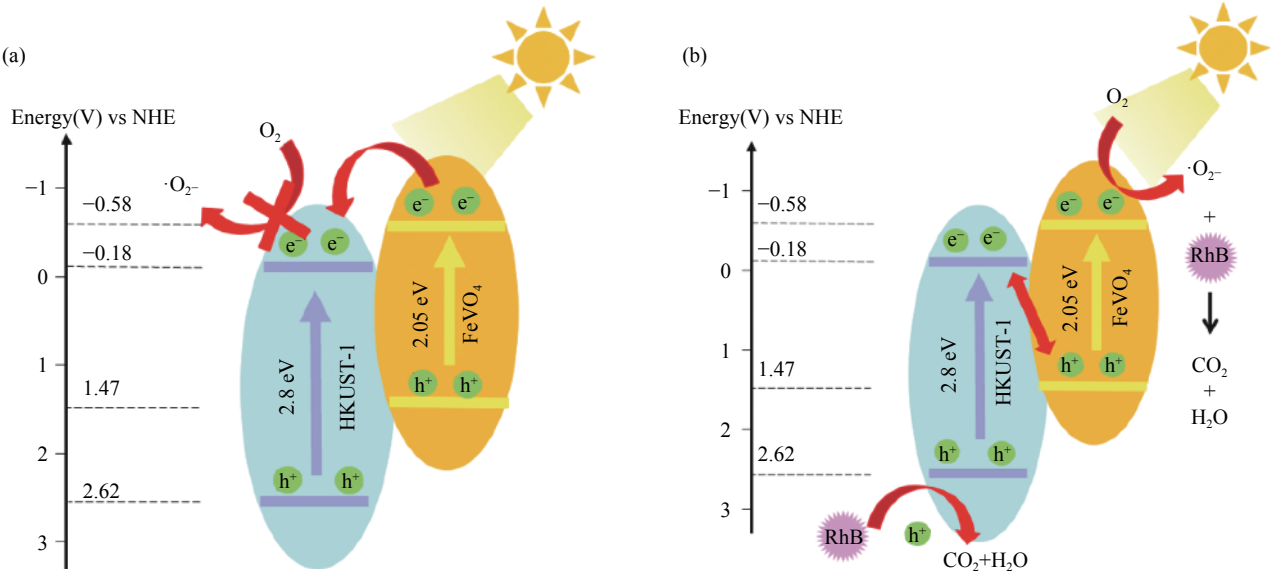 (a)
Energy(V) vs NHE
O₂
·O₂₋
−1
−0.58
−0.18
0
1
1.47
2
2.62
3
e⁻ e⁻
e⁻ e⁻
2.8 eV
HKUST-1
2.05 eV
FeVO₄
h⁺ h⁺
h⁺ h⁺
(b)
Energy(V) vs NHE
O₂
·O₂₋
+
RhB
CO₂
+
H₂O
−1
−0.58
−0.18
0
1
1.47
2
2.62
3
e⁻ e⁻
e⁻ e⁻
2.8 eV
HKUST-1
2.05 eV
FeVO₄
h⁺ h⁺
h⁺ h⁺
RhB
h⁺
CO₂+H₂O